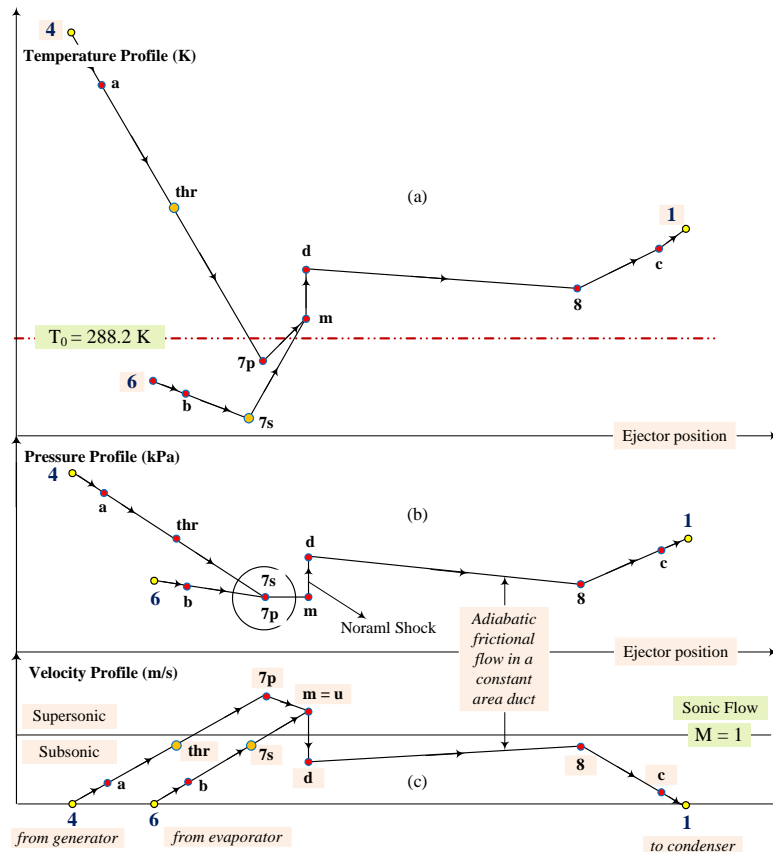 4
Temperature Profile (K)
a
thr
(a)
1
d
c
8
m
T0 = 288.2 K
7p
6
b
7s
Ejector position
Pressure Profile (kPa)
4
a
(b)
1
thr
d
c
7s
6
b
7p
m
8
Noraml Shock
Adiabatic
frictional
flow in a
constant
area duct
Ejector position
Velocity Profile (m/s)
7p
m = u
Supersonic
Sonic Flow
Subsonic
thr
7s
M = 1
d
8
a
b
(c)
c
4
6
1
from generator
from evaporator
to condenser